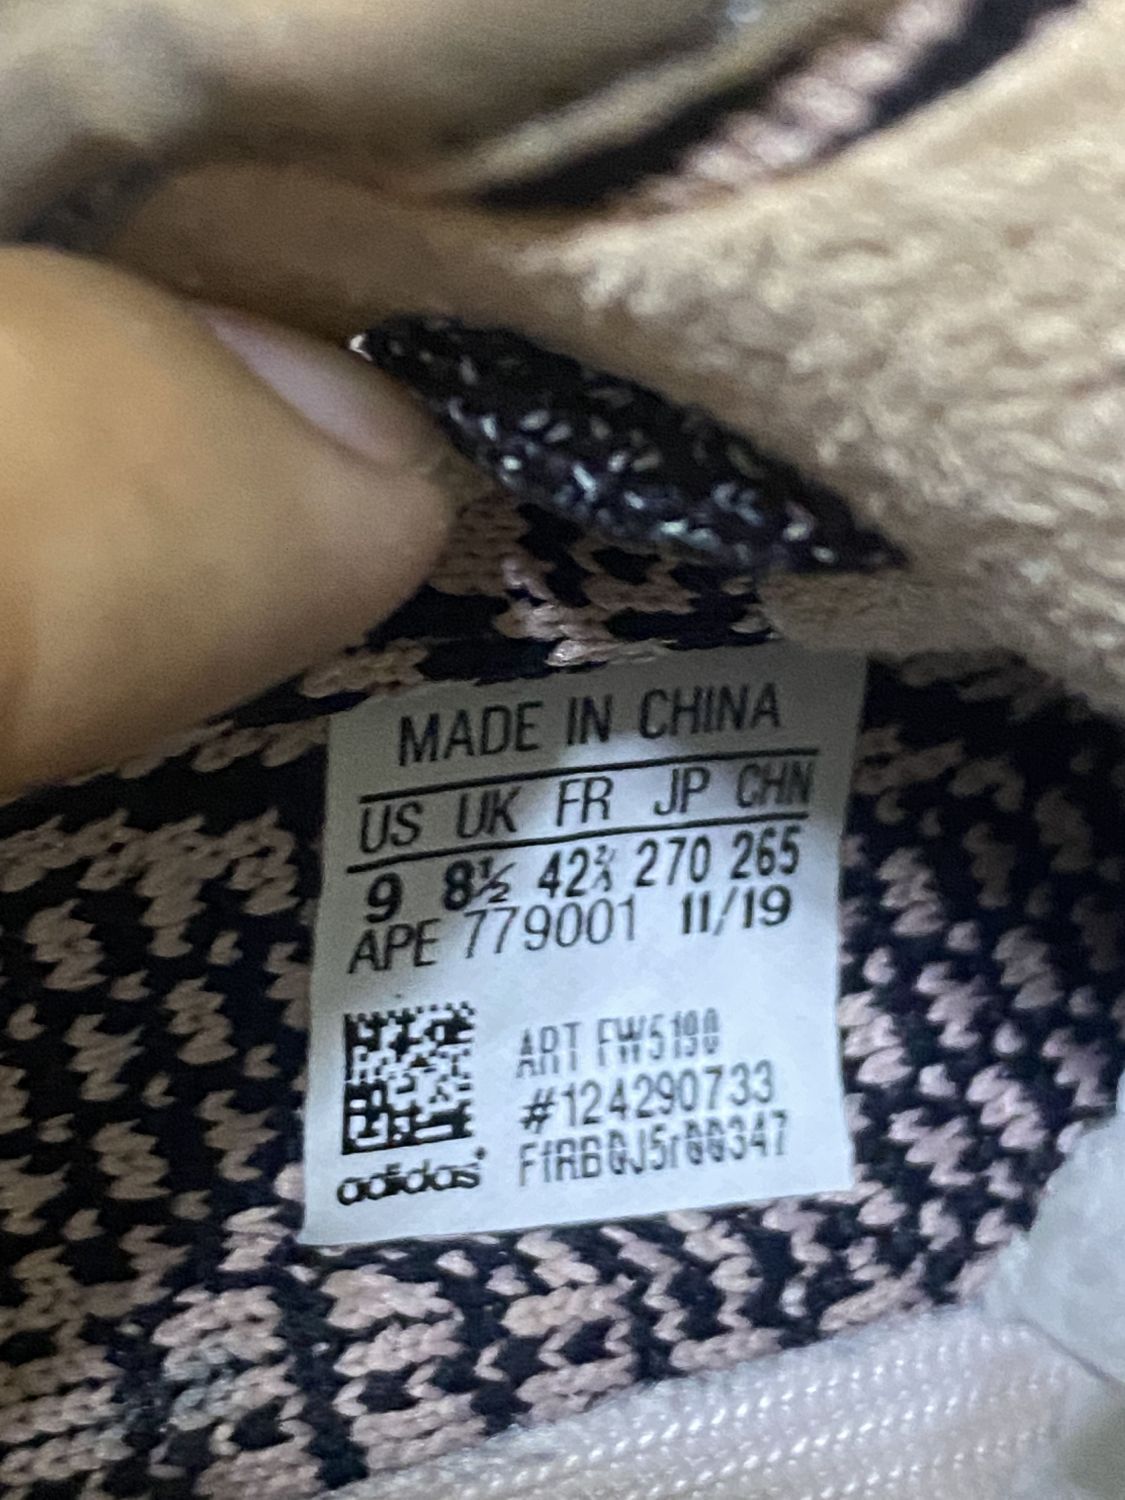 MADE IN CHINA
US UK FR JP CHN
9 8½ 42⅔ 270 265
APE 779001 11/19
ART FW5190
#124290733
adidas